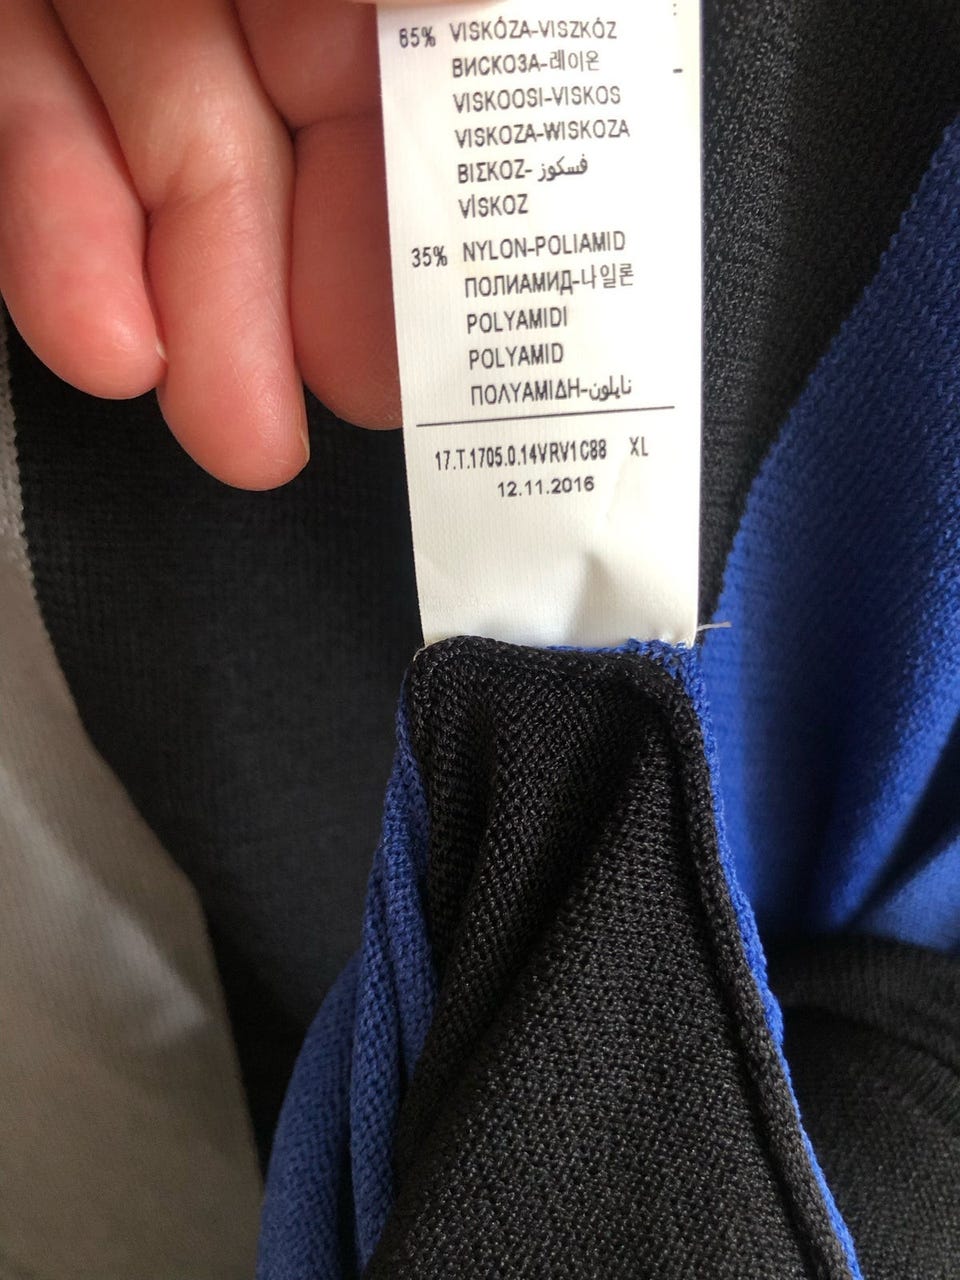 65% VISKÓZA-VISZKÓZ
ВИСКОЗА-레이온
VISKOOSI-VISKOS
VISKOZA-WISKOZA
ΒΙΣΚΟΖ- فسكوز
VİSKOZ
35% NYLON-POLIAMID
ПОЛИАМИД-나일론
POLYAMIDI
POLYAMID
ΠΟΛΥΑΜΙΔΗ-نايلون
17.T.1705.0.14VRV1C88 XL
12.11.2016